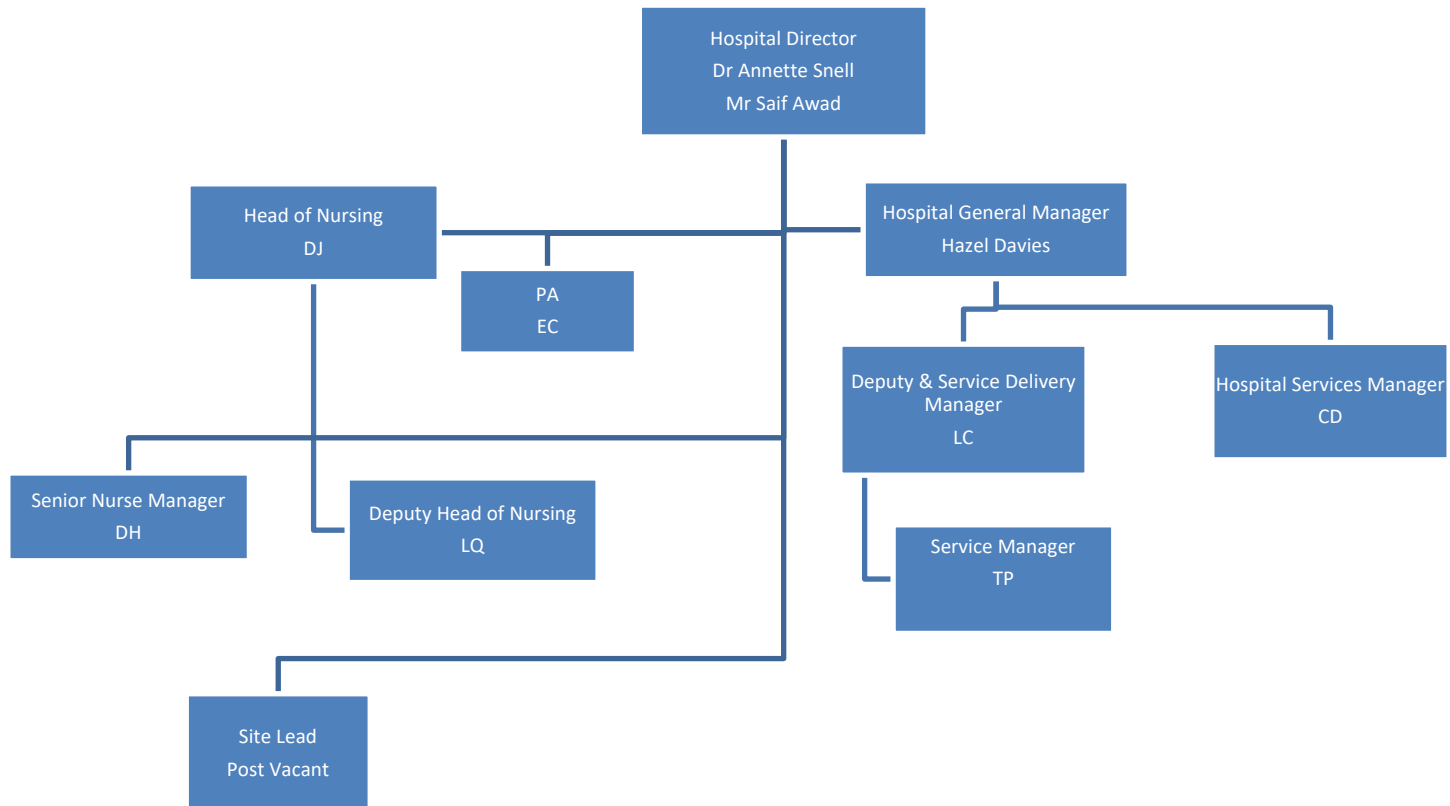 Hospital Director
Dr Annette Snell
Mr Saif Awad
Head of Nursing
DJ
Hospital General Manager
Hazel Davies
PA
EC
Deputy & Service Delivery
Manager
LC
Hospital Services Manager
CD
Senior Nurse Manager
DH
Deputy Head of Nursing
LQ
Service Manager
TP
Site Lead
Post Vacant